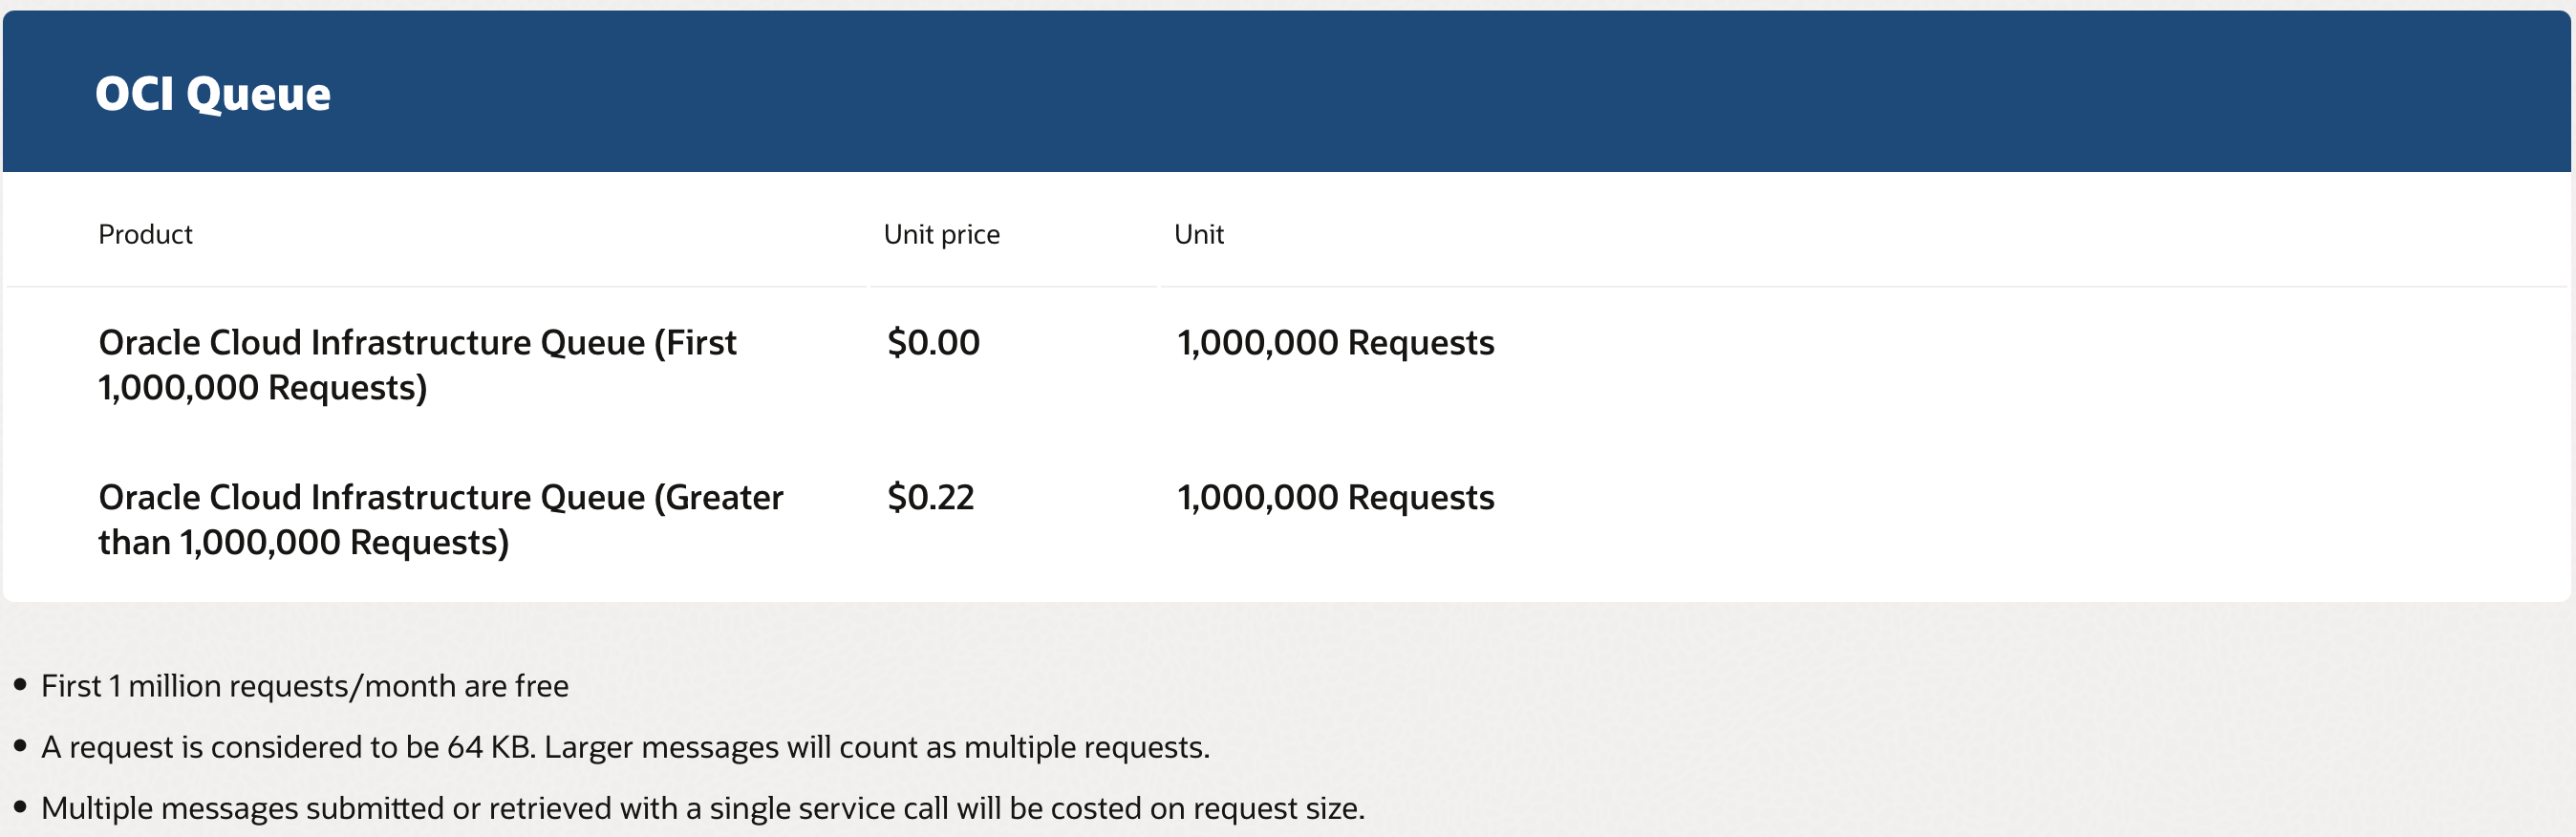 OCI Queue
Product Unit price Unit
Oracle Cloud Infrastructure Queue (First $0.00 1,000,000 Requests
1,000,000 Requests)
Oracle Cloud Infrastructure Queue (Greater $0.22 1,000,000 Requests
than 1,000,000 Requests)
• First 1 million requests/month are free
• A request is considered to be 64 KB. Larger messages will count as multiple requests.
• Multiple messages submitted or retrieved with a single service call will be costed on request size.